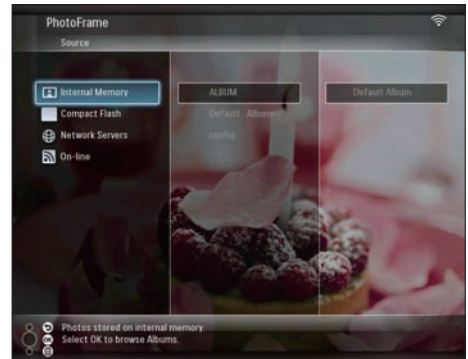 PhotoFrame
Source
Internal Memory
Compact Flash
Network Servers
On-line
ALBUM
Default Album
config
Default Album
Photos stored on internal memory.
Select OK to browse Albums.